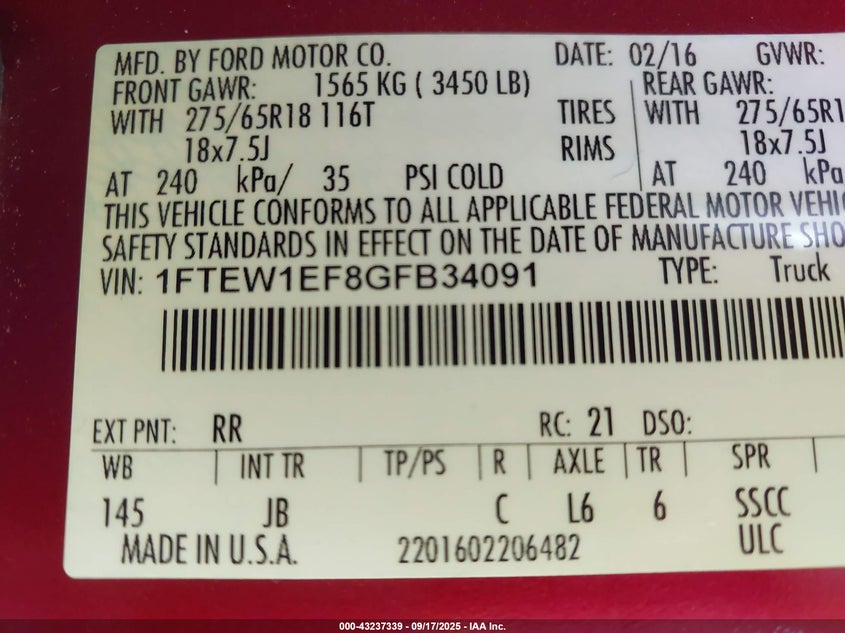 MFD. BY FORD MOTOR CO. DATE: 02/16 GVWR:
FRONT GAWR: 1565 KG ( 3450 LB) REAR GAWR:
WITH 275/65R18 116T TIRES WITH 275/65R1
18x7.5J RIMS 18x7.5J
AT 240 kPa/ 35 PSI COLD AT 240 kPa
THIS VEHICLE CONFORMS TO ALL APPLICABLE FEDERAL MOTOR VEHIC
SAFETY STANDARDS IN EFFECT ON THE DATE OF MANUFACTURE SHO
VIN: 1FTEW1EF8GFB34091 TYPE: Truck
EXT PNT: RR RC: 21 DSO:
WB INT TR TP/PS R AXLE TR SPR
145 JB C L6 6 SSCC
ULC
MADE IN U.S.A. 2201602206482
000-43237339 - 09/17/2025 - IAA Inc.